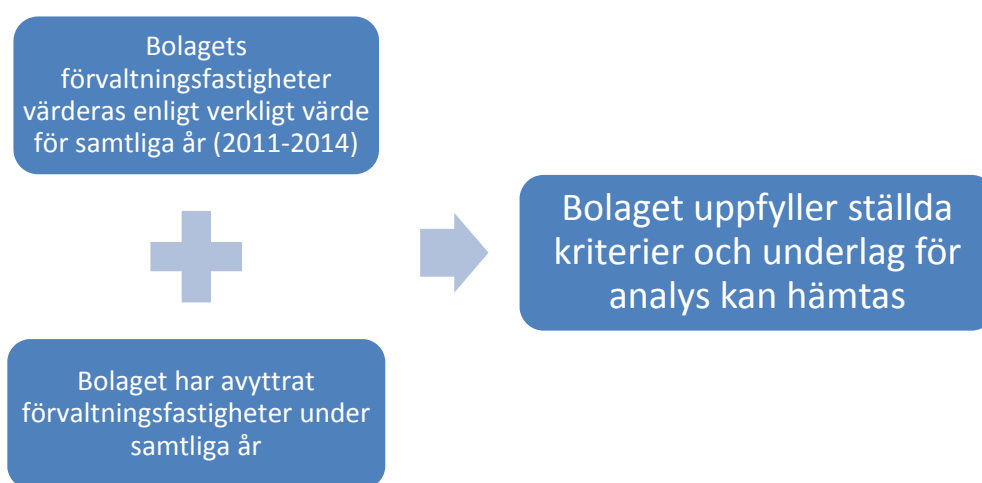 Bolagets
förvaltningsfastigheter
värderas enligt verkligt värde
för samtliga år (2011-2014)
Bolaget har avyttrat
förvaltningsfastigheter under
samtliga år
Bolaget uppfyller ställda
kriterier och underlag för
analys kan hämtas